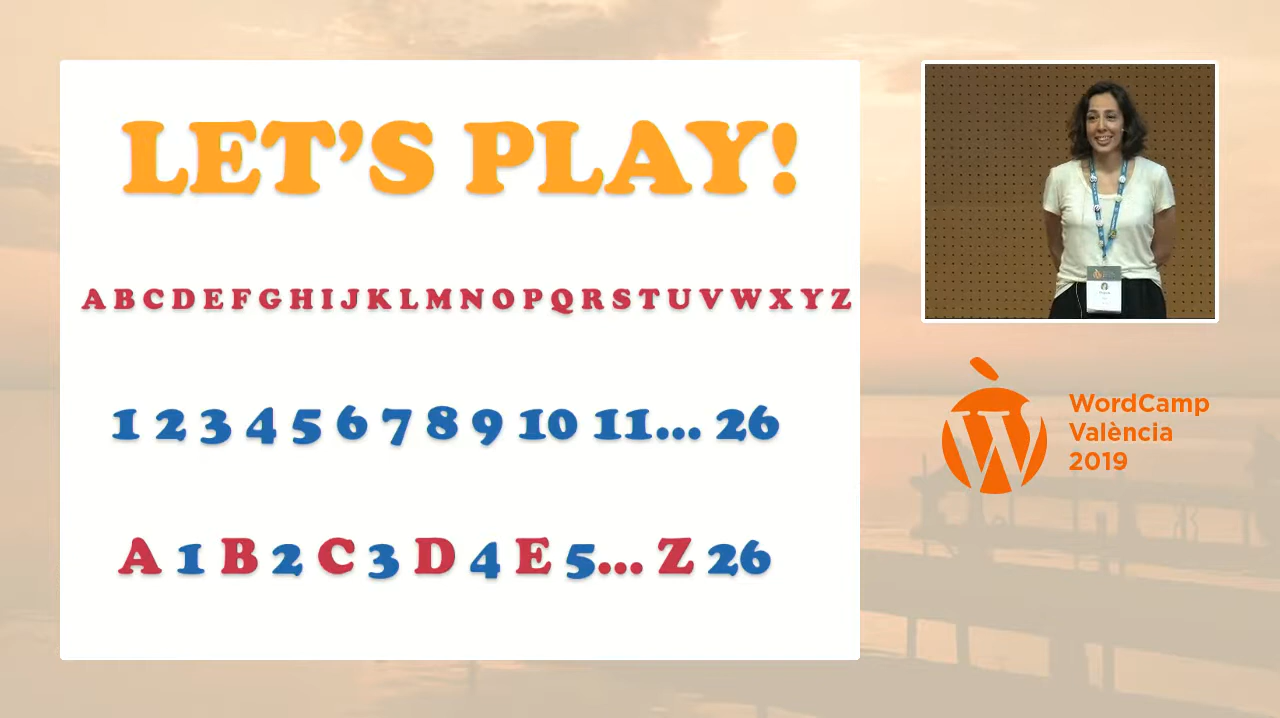 LET'S PLAY!
A B C D E F G H I J K L M N O P Q R S T U V W X Y Z
1 2 3 4 5 6 7 8 9 10 11... 26
A 1 B 2 C 3 D 4 E 5... Z 26
WordCamp
València
2019